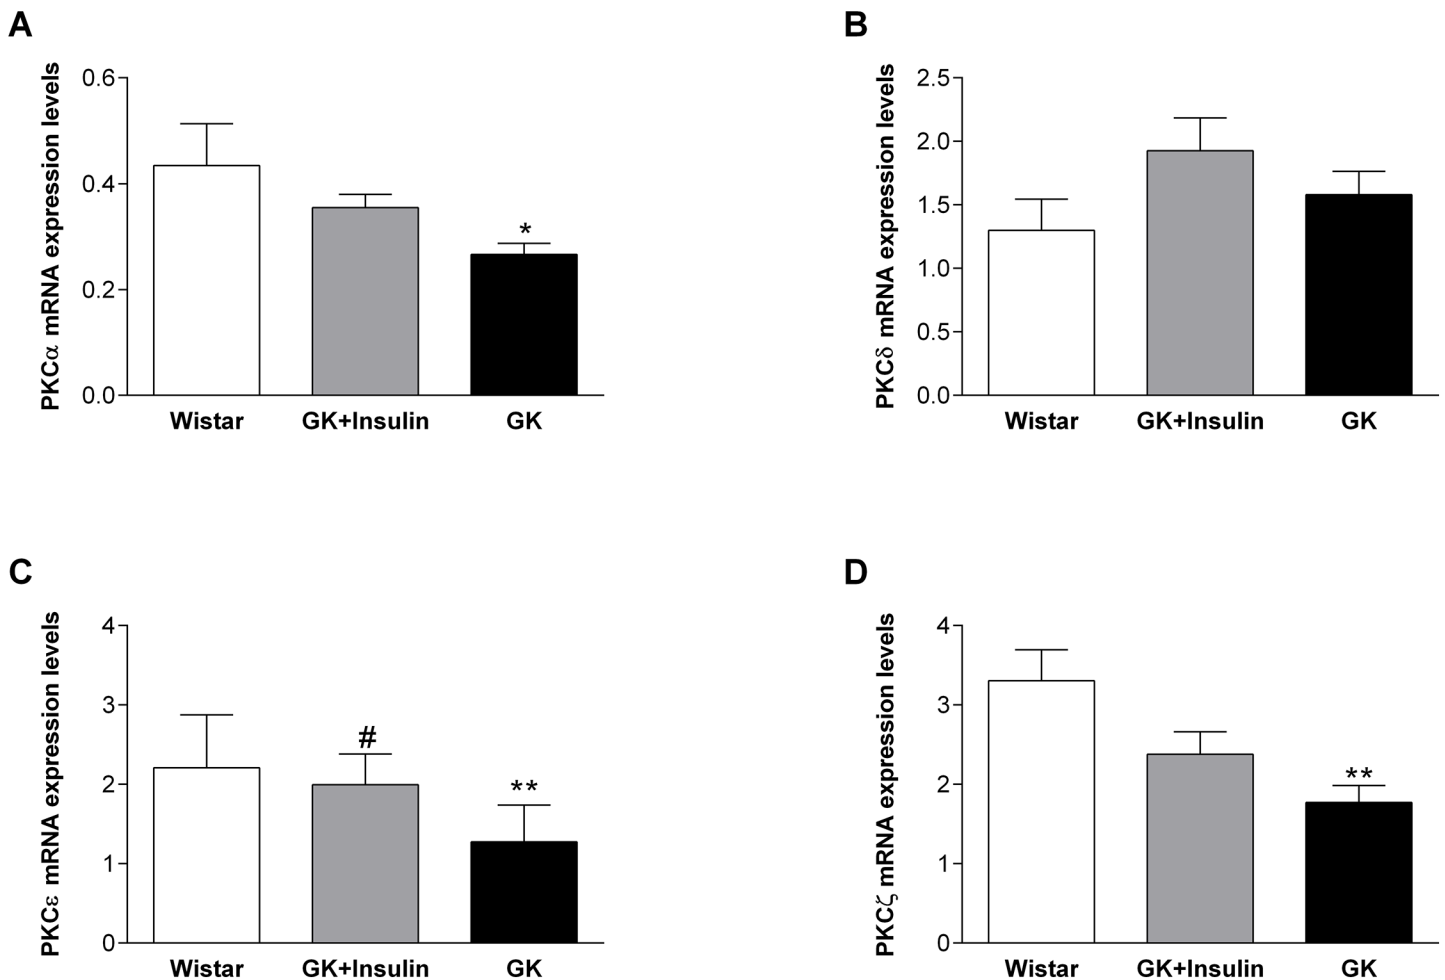 A
PKCα mRNA expression levels
0.6
0.4
0.2
0.0
*
Wistar
GK+Insulin
GK
B
PKCδ mRNA expression levels
2.5
2.0
1.5
1.0
0.5
0.0
Wistar
GK+Insulin
GK
C
PKCε mRNA expression levels
4
3
2
1
0
#
**
Wistar
GK+Insulin
GK
D
PKCζ mRNA expression levels
4
3
2
1
0
**
Wistar
GK+Insulin
GK